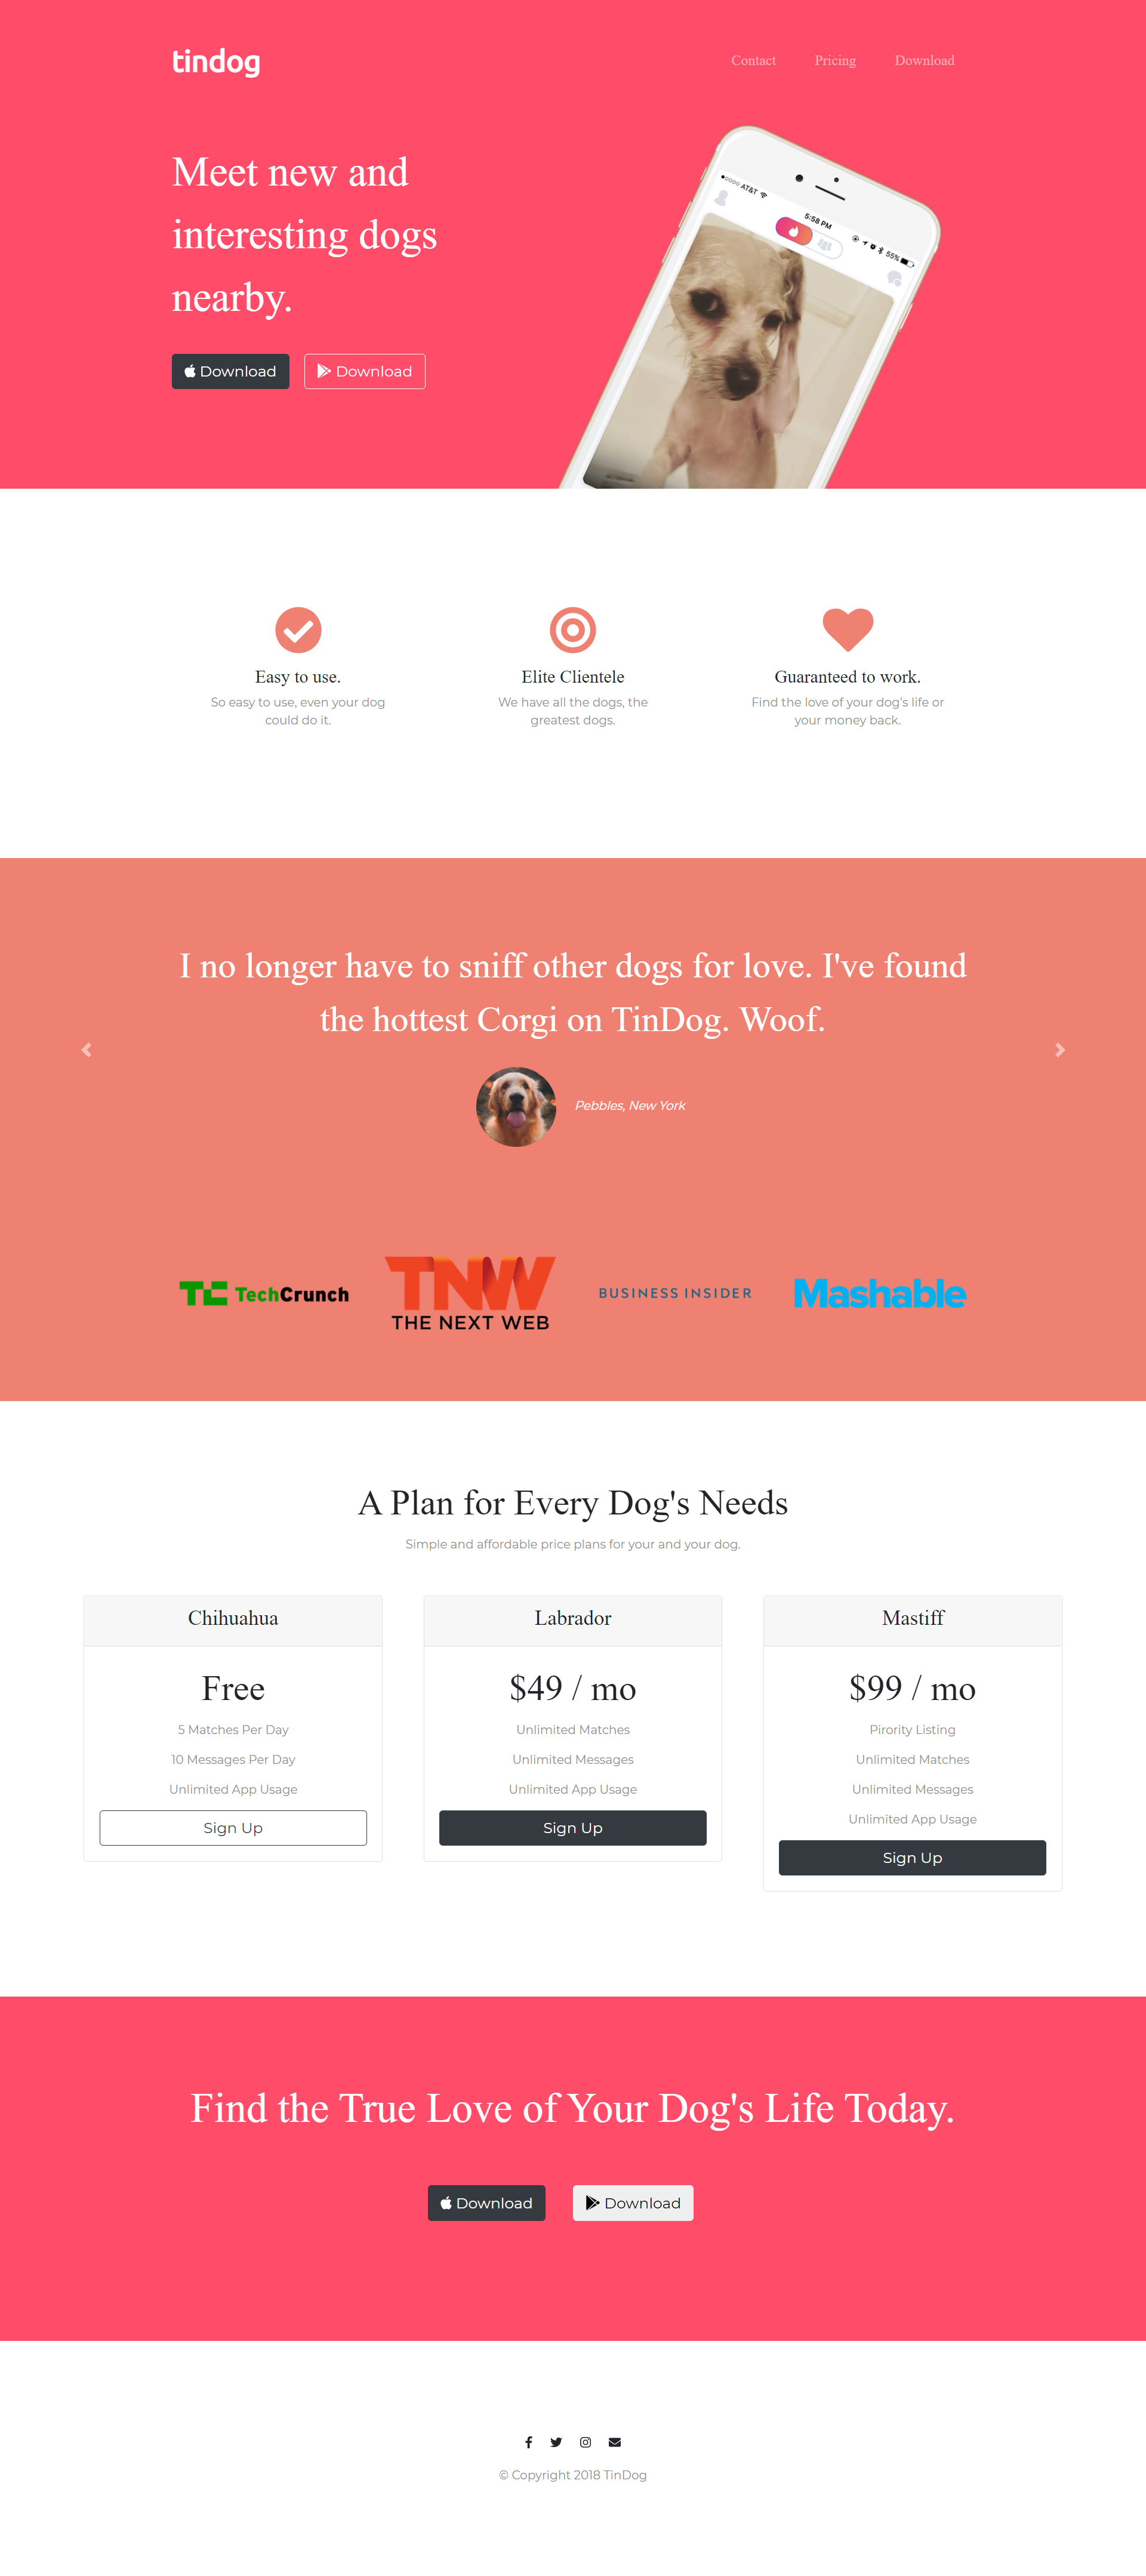 tindog
Contact Pricing Download
Meet new and
interesting dogs
nearby.
Download Download
AT&T 5:58 PM 55%
Easy to use.
So easy to use, even your dog
could do it.
Elite Clientele
We have all the dogs, the
greatest dogs.
Guaranteed to work.
Find the love of your dog's life or
your money back.
I no longer have to sniff other dogs for love. I've found
the hottest Corgi on TinDog. Woof.
Pebbles, New York
TC TechCrunch
TNW
THE NEXT WEB
BUSINESS INSIDER
Mashable
A Plan for Every Dog's Needs
Simple and affordable price plans for your and your dog.
Chihuahua
Free
5 Matches Per Day
10 Messages Per Day
Unlimited App Usage
Sign Up
Labrador
$49 / mo
Unlimited Matches
Unlimited Messages
Unlimited App Usage
Sign Up
Mastiff
$99 / mo
Pirority Listing
Unlimited Matches
Unlimited Messages
Unlimited App Usage
Sign Up
Find the True Love of Your Dog's Life Today.
Download Download
© Copyright 2018 TinDog